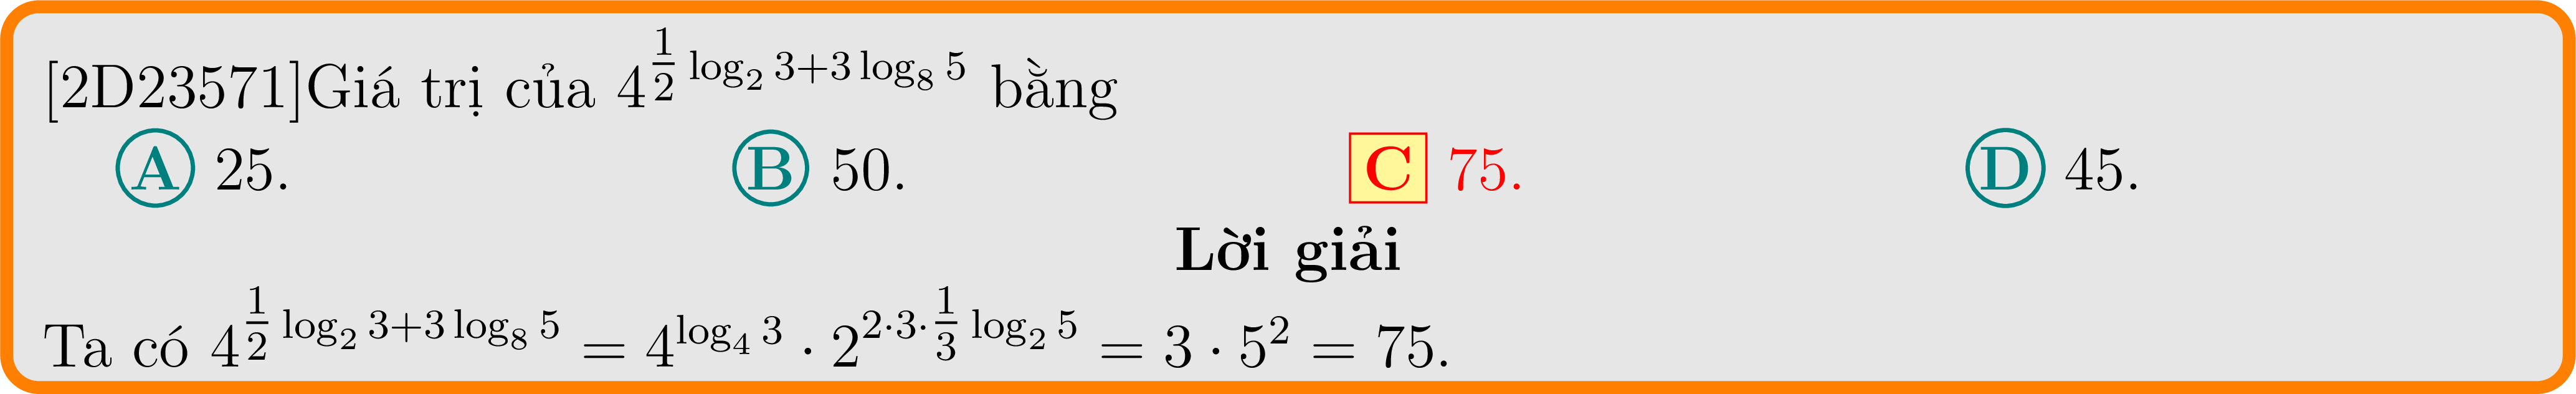 [2D23571]Giá trị của $4^{\frac{1}{2}\log_2 3+3\log_8 5}$ bằng
A 25. B 50. C 75. D 45.
Lời giải
Ta có $4^{\frac{1}{2}\log_2 3+3\log_8 5} = 4^{\log_4 3} \cdot 2^{2\cdot 3\cdot \frac{1}{3}\log_2 5} = 3 \cdot 5^2 = 75.$